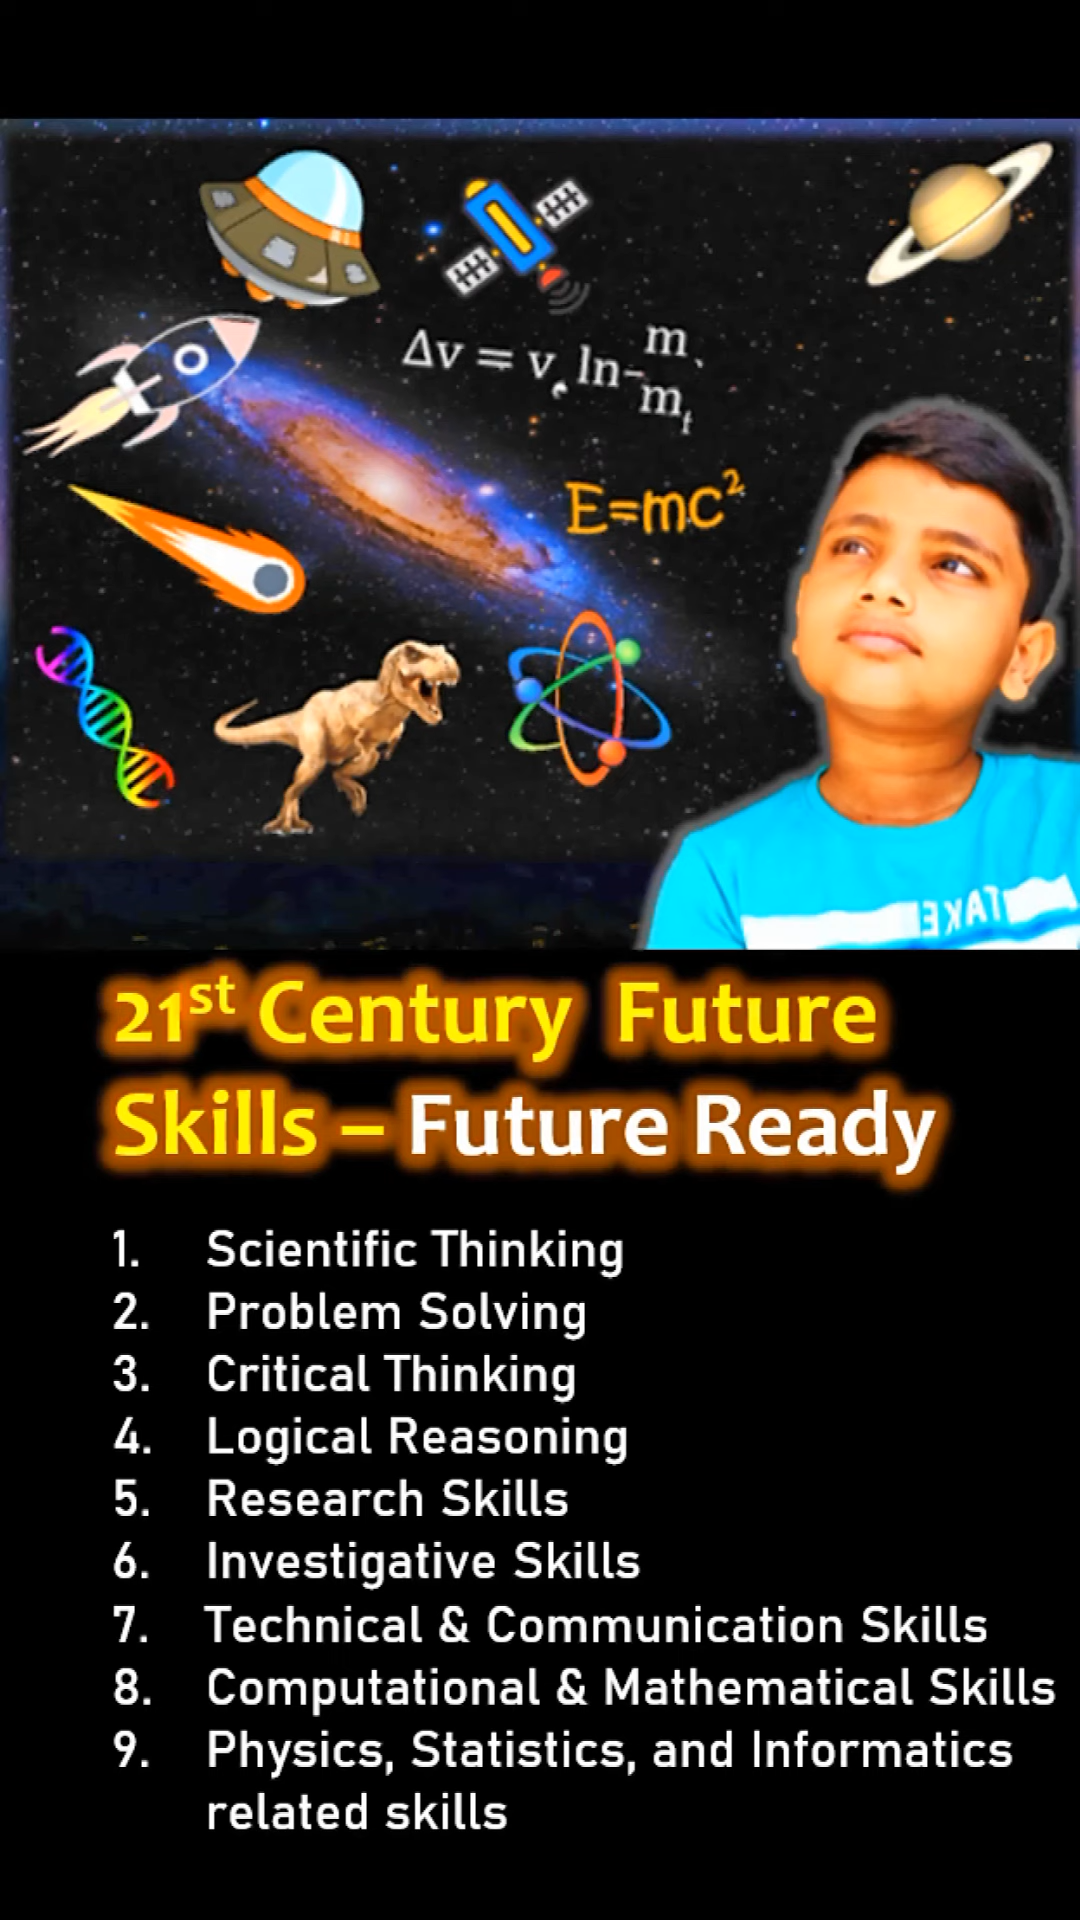 Δv = vₑ ln m
m_f
E=mc²
TAKE
21st Century Future
Skills – Future Ready
1. Scientific Thinking
2. Problem Solving
3. Critical Thinking
4. Logical Reasoning
5. Research Skills
6. Investigative Skills
7. Technical & Communication Skills
8. Computational & Mathematical Skills
9. Physics, Statistics, and Informatics
related skills